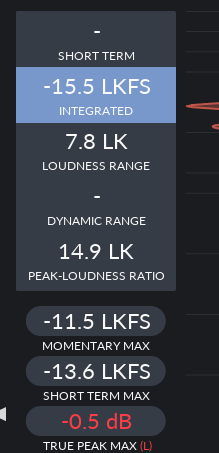 -
SHORT TERM
-15.5 LKFS
INTEGRATED
7.8 LK
LOUDNESS RANGE
-
DYNAMIC RANGE
14.9 LK
PEAK-LOUDNESS RATIO
-11.5 LKFS
MOMENTARY MAX
-13.6 LKFS
SHORT TERM MAX
-0.5 dB
TRUE PEAK MAX (L)